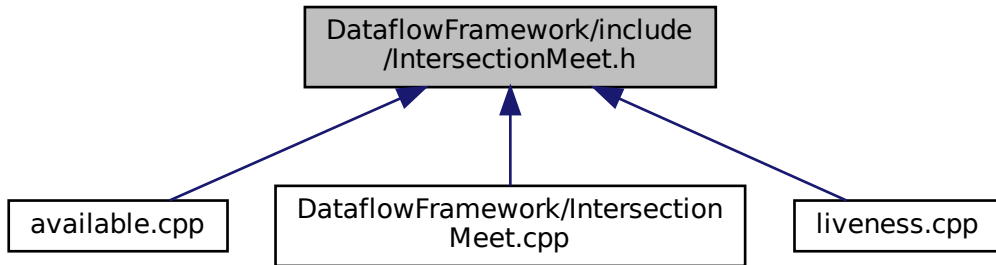 DataflowFramework/include
/IntersectionMeet.h
available.cpp
DataflowFramework/Intersection
Meet.cpp
liveness.cpp